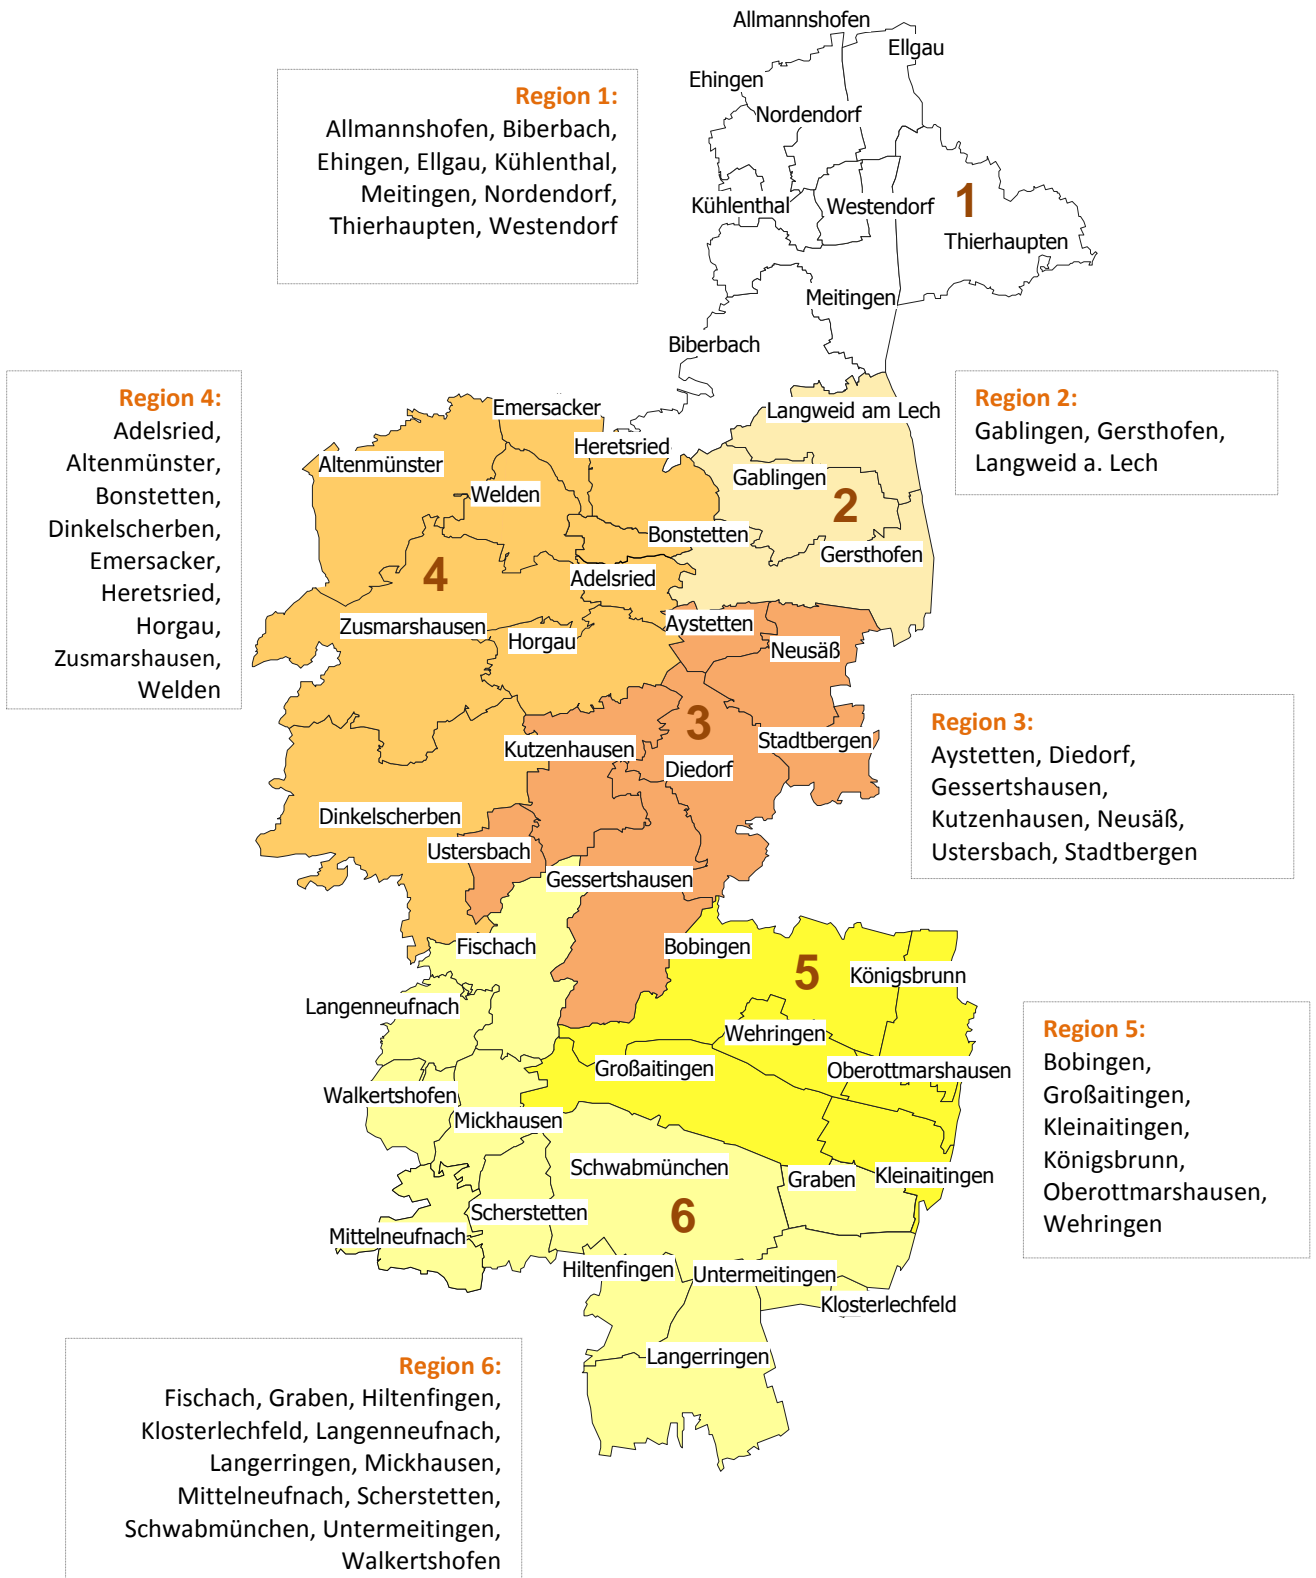 Allmannshofen
Ellgau
Ehingen
Nordendorf
Kühlenthal
Westendorf
1
Thierhaupten
Meitingen
Biberbach
Region 1:
Allmannshofen, Biberbach,
Ehingen, Ellgau, Kühlenthal,
Meitingen, Nordendorf,
Thierhaupten, Westendorf
Region 4:
Adelsried,
Altenmünster,
Bonstetten,
Dinkelscherben,
Emersacker,
Heretsried,
Horgau,
Zusmarshausen,
Welden
Region 2:
Gablingen, Gersthofen,
Langweid a. Lech
Emersacker
Langweid am Lech
Heretsried
Altenmünster
Gablingen
Welden
2
Bonstetten
Gersthofen
4
Adelsried
Aystetten
Zusmarshausen
Horgau
Neusäß
3
Stadtbergen
Kutzenhausen
Diedorf
Dinkelscherben
Ustersbach
Gessertshausen
Region 3:
Aystetten, Diedorf,
Gessertshausen,
Kutzenhausen, Neusäß,
Ustersbach, Stadtbergen
Fischach
Bobingen
5
Königsbrunn
Langenneufnach
Wehringen
Großaitingen
Oberottmarshausen
Walkertshofen
Mickhausen
Schwabmünchen
Graben
Kleinaitingen
Scherstetten
6
Mittelneufnach
Hiltenfingen
Untermeitingen
Klosterlechfeld
Langerringen
Region 5:
Bobingen,
Großaitingen,
Kleinaitingen,
Königsbrunn,
Oberottmarshausen,
Wehringen
Region 6:
Fischach, Graben, Hiltenfingen,
Klosterlechfeld, Langenneufnach,
Langerringen, Mickhausen,
Mittelneufnach, Scherstetten,
Schwabmünchen, Untermeitingen,
Walkertshofen